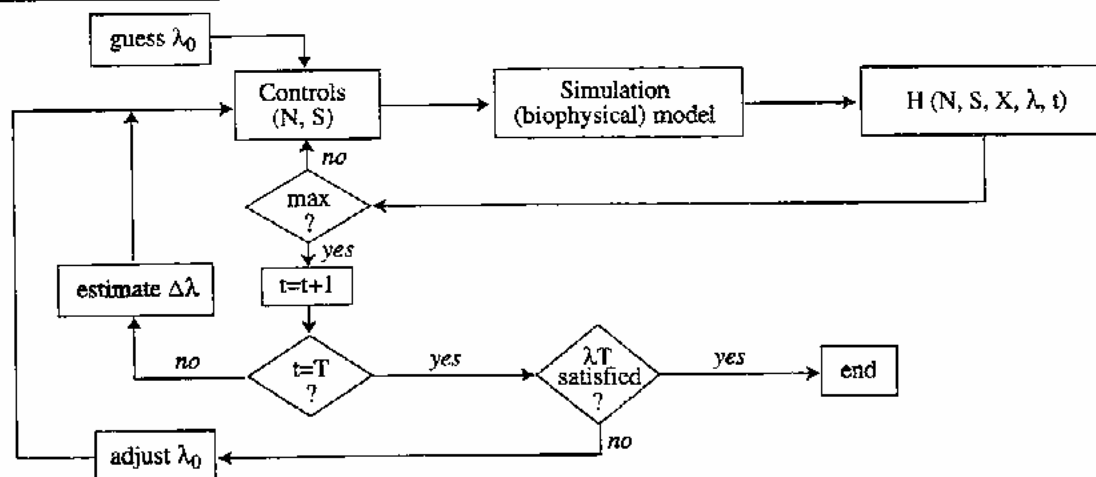 guess λ₀
Controls
(N, S)
Simulation
(biophysical) model
H (N, S, X, λ, t)
no
max
?
yes
estimate Δλ
t=t+1
no
t=T
?
yes
λT
satisfied
?
yes
end
no
adjust λ₀